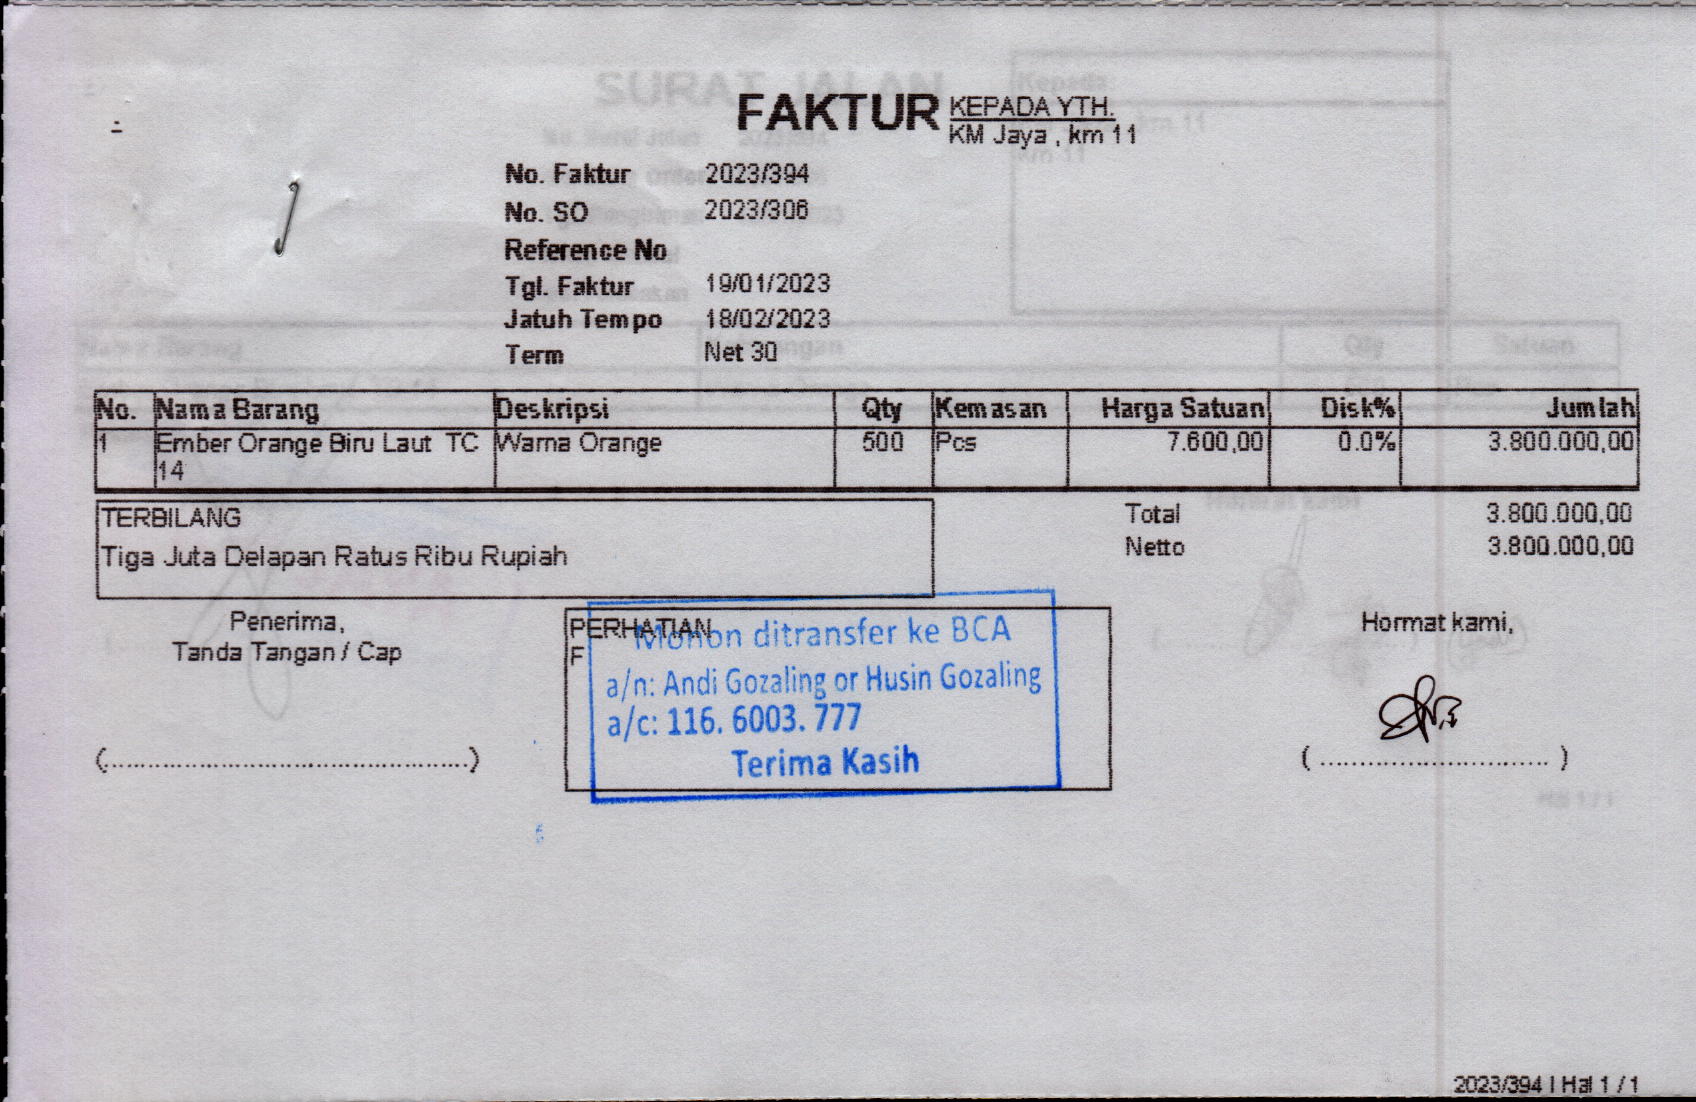 FAKTUR
KEPADA YTH.
KM Jaya , km 11
No. Faktur 2023/394
No. SO 2023/306
Reference No
Tgl. Faktur 19/01/2023
Jatuh Tempo 18/02/2023
Term Net 30
No. Nama Barang Deskripsi Qty Kemasan Harga Satuan Disk% Jumlah
1 Ember Orange Biru Laut TC 14 Warna Orange 500 Pcs 7.600,00 0.0% 3.800.000,00
TERBILANG
Tiga Juta Delapan Ratus Ribu Rupiah
Total 3.800.000,00
Netto 3.800.000,00
Penerima,
Tanda Tangan / Cap
(...........................................)
PERHATIAN
F
Mohon ditransfer ke BCA
a/n: Andi Gozaling or Husin Gozaling
a/c: 116. 6003. 777
Terima Kasih
Hormat kami,
( ........................... )
2023/394 | Hal 1 / 1